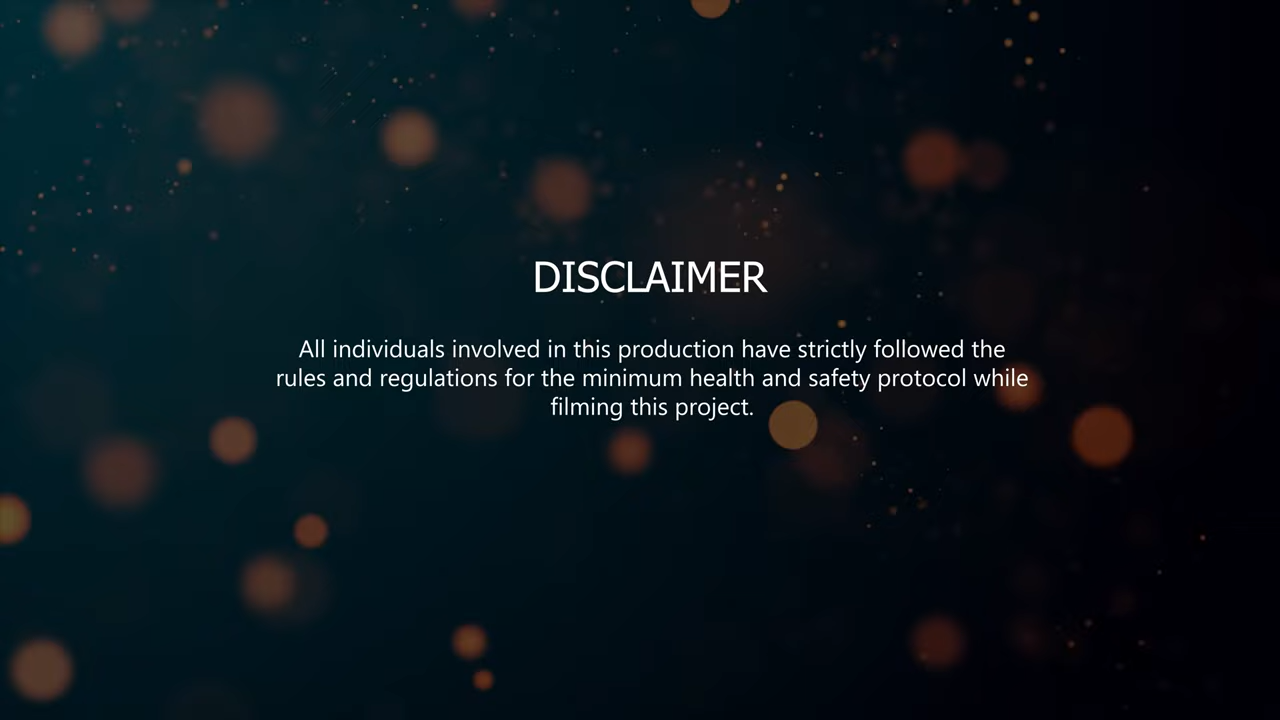 DISCLAIMER
All individuals involved in this production have strictly followed the
rules and regulations for the minimum health and safety protocol while
filming this project.